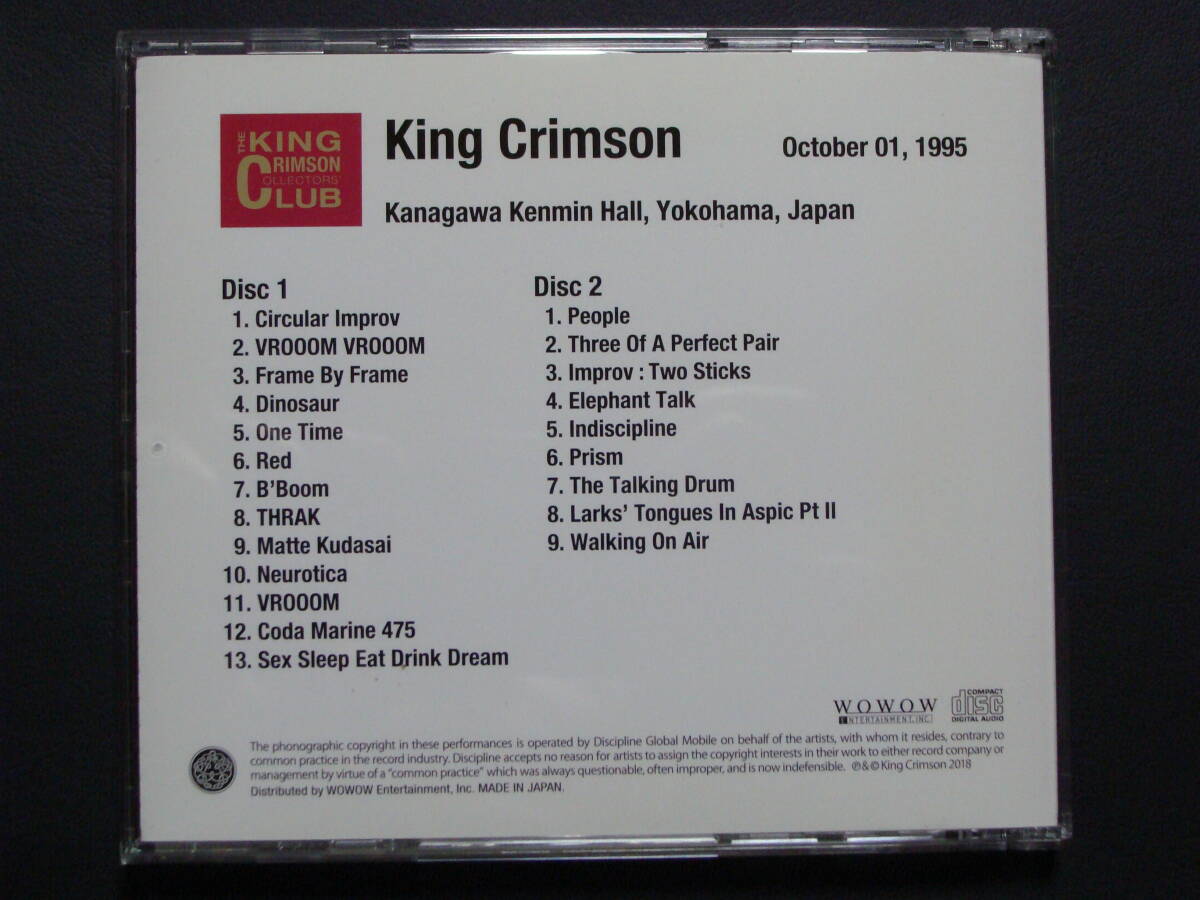 THE KING
CRIMSON
COLLECTORS'
CLUB
King Crimson
October 01, 1995
Kanagawa Kenmin Hall, Yokohama, Japan
Disc 1
1. Circular Improv
2. VROOOM VROOOM
3. Frame By Frame
4. Dinosaur
5. One Time
6. Red
7. B'Boom
8. THRAK
9. Matte Kudasai
10. Neurotica
11. VROOOM
12. Coda Marine 475
13. Sex Sleep Eat Drink Dream
Disc 2
1. People
2. Three Of A Perfect Pair
3. Improv : Two Sticks
4. Elephant Talk
5. Indiscipline
6. Prism
7. The Talking Drum
8. Larks' Tongues In Aspic Pt II
9. Walking On Air
WOWOW
ENTERTAINMENT, INC.
COMPACT
disc
DIGITAL AUDIO
The phonographic copyright in these performances is operated by Discipline Global Mobile on behalf of the artists, with whom it resides, contrary to
common practice in the record industry. Discipline accepts no reason for artists to assign the copyright interests in their work to either record company or
management by virtue of a "common practice" which was always questionable, often improper, and is now indefensible. ℗&© King Crimson 2018
Distributed by WOWOW Entertainment, Inc. MADE IN JAPAN.